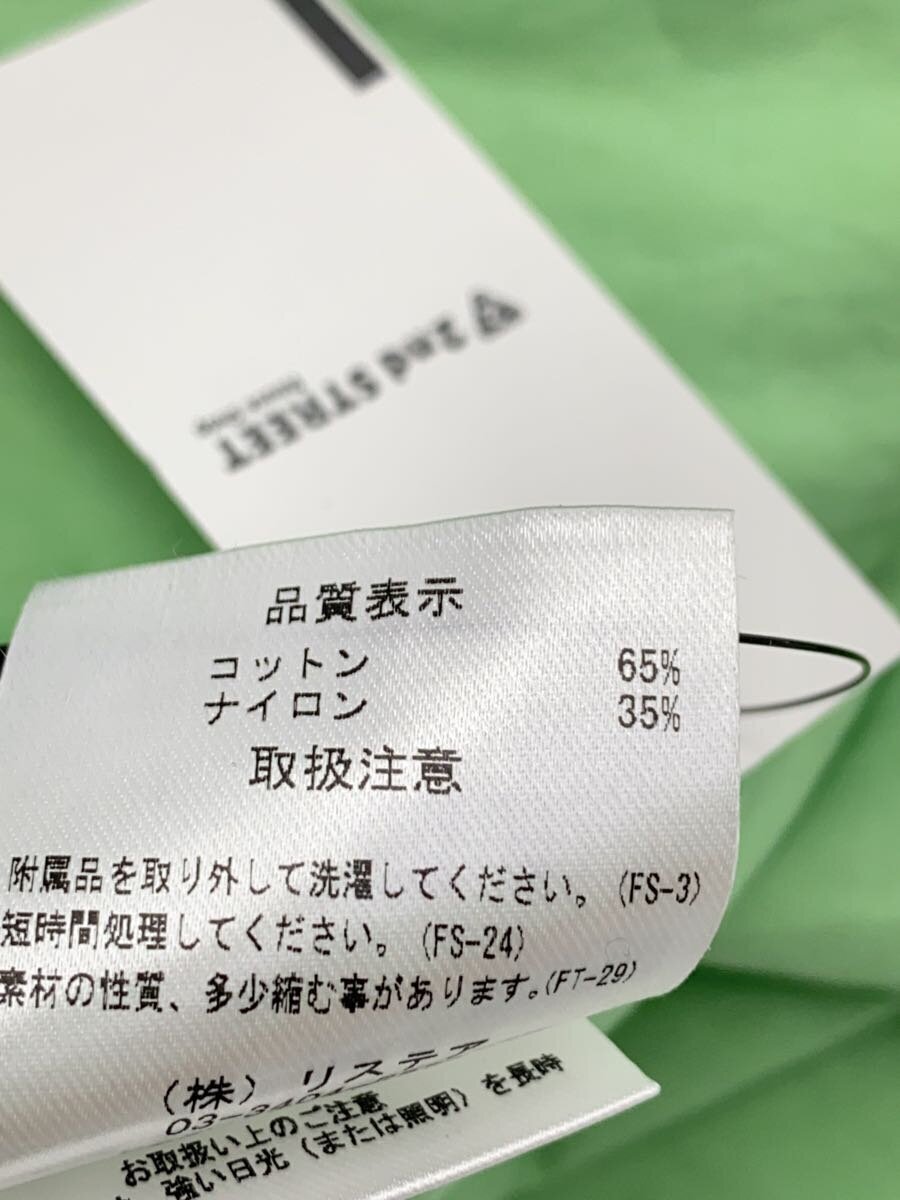 2nd STREET
品質表示
コットン 65%
ナイロン 35%
取扱注意
附属品を取り外して洗濯してください。(FS-3)
短時間処理してください。(FS-24)
素材の性質、多少縮む事があります。(FT-29)
(株) リステア
お取扱い上のご注意
強い日光(または照明)を長時